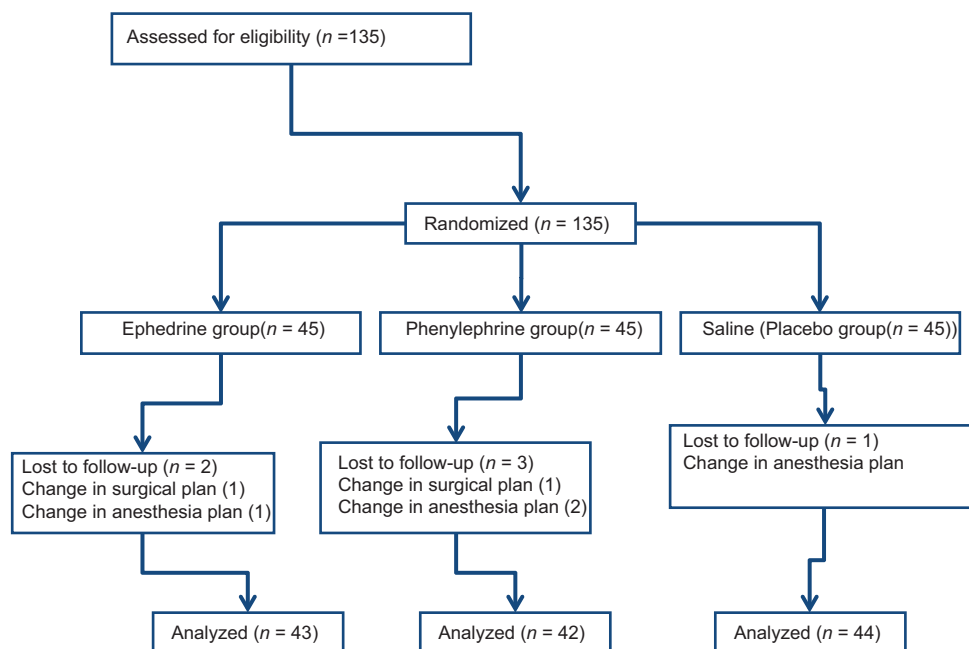 Assessed for eligibility (n =135)
Randomized (n = 135)
Ephedrine group(n = 45)
Phenylephrine group(n = 45)
Saline (Placebo group(n = 45))
Lost to follow-up (n = 2)
Change in surgical plan (1)
Change in anesthesia plan (1)
Lost to follow-up (n = 3)
Change in surgical plan (1)
Change in anesthesia plan (2)
Lost to follow-up (n = 1)
Change in anesthesia plan
Analyzed (n = 43)
Analyzed (n = 42)
Analyzed (n = 44)